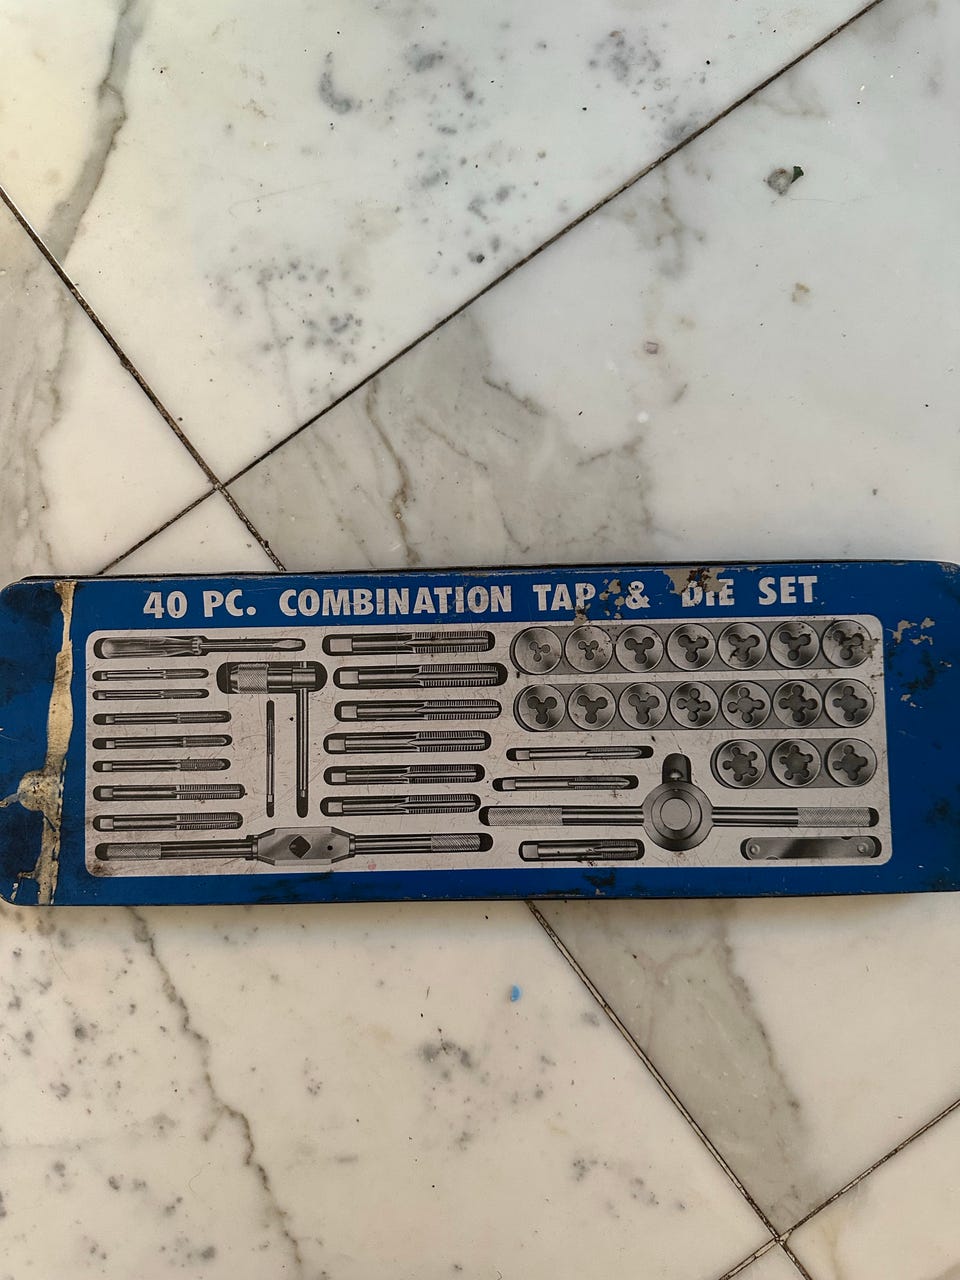 40 PC. COMBINATION TAP & DIE SET